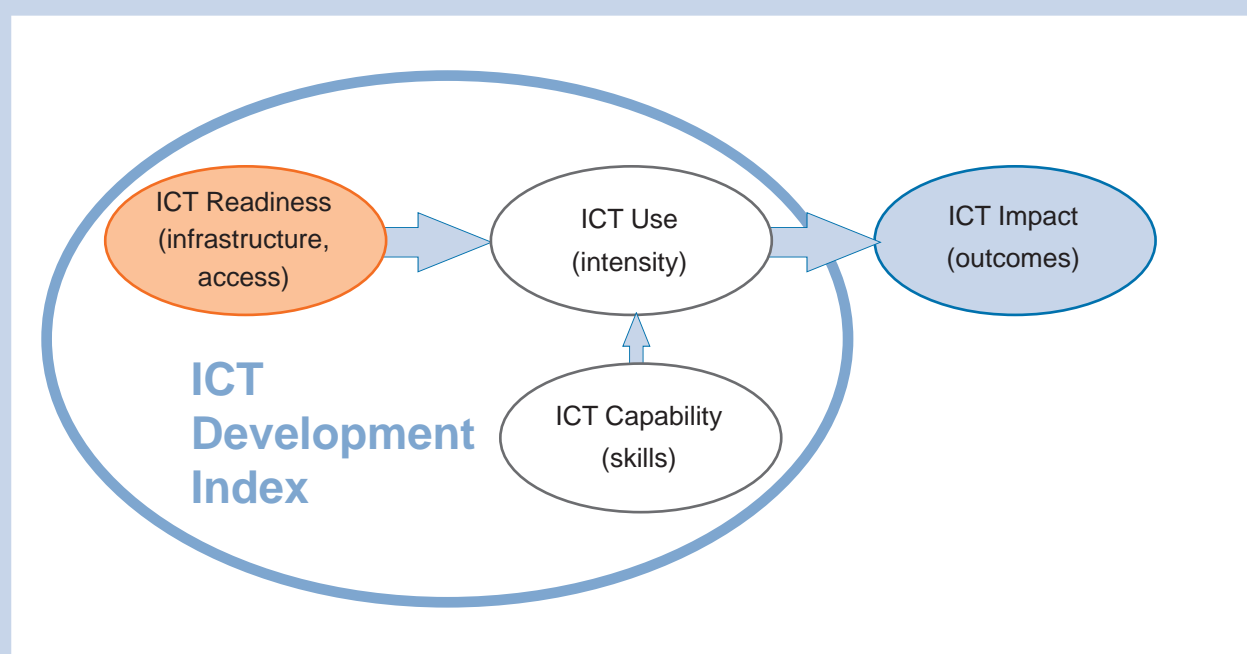 ICT Readiness
(infrastructure,
access)
ICT Use
(intensity)
ICT Impact
(outcomes)
ICT
Development
Index
ICT Capability
(skills)